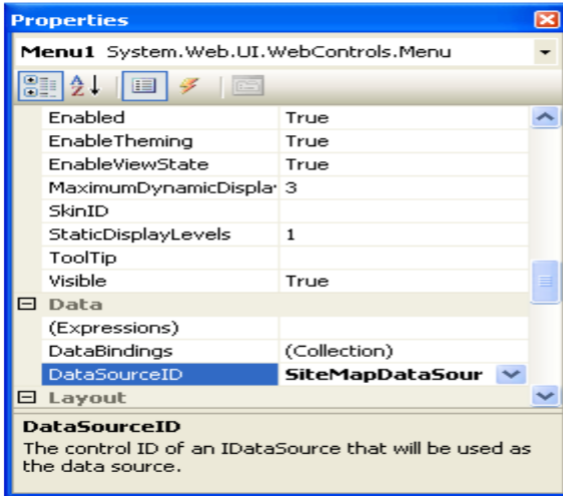 Properties
Menu1 System.Web.UI.WebControls.Menu
Enabled True
EnableTheming True
EnableViewState True
MaximumDynamicDisplay 3
SkinID
StaticDisplayLevels 1
ToolTip
Visible True
Data
(Expressions)
DataBindings (Collection)
DataSourceID SiteMapDataSour
Layout
DataSourceID
The control ID of an IDataSource that will be used as
the data source.